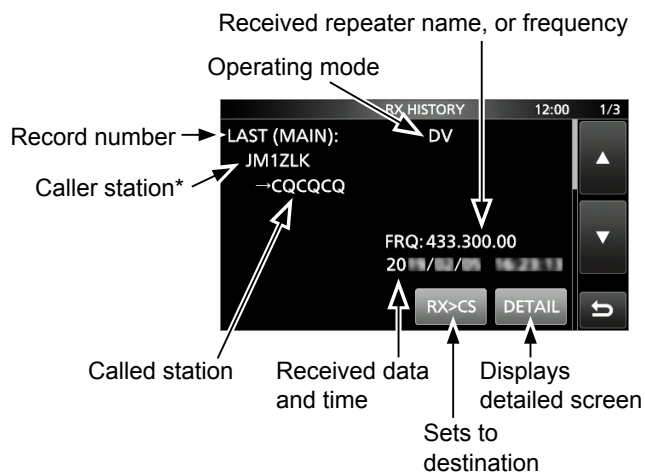 Received repeater name, or frequency
Operating mode
RX HISTORY 12:00 1/3
Record number
LAST (MAIN): DV
JM1ZLK
Caller station*
→CQCQCQ
FRQ: 433.300.00
20
RX>CS DETAIL
Called station
Received data
and time
Displays
detailed screen
Sets to
destination